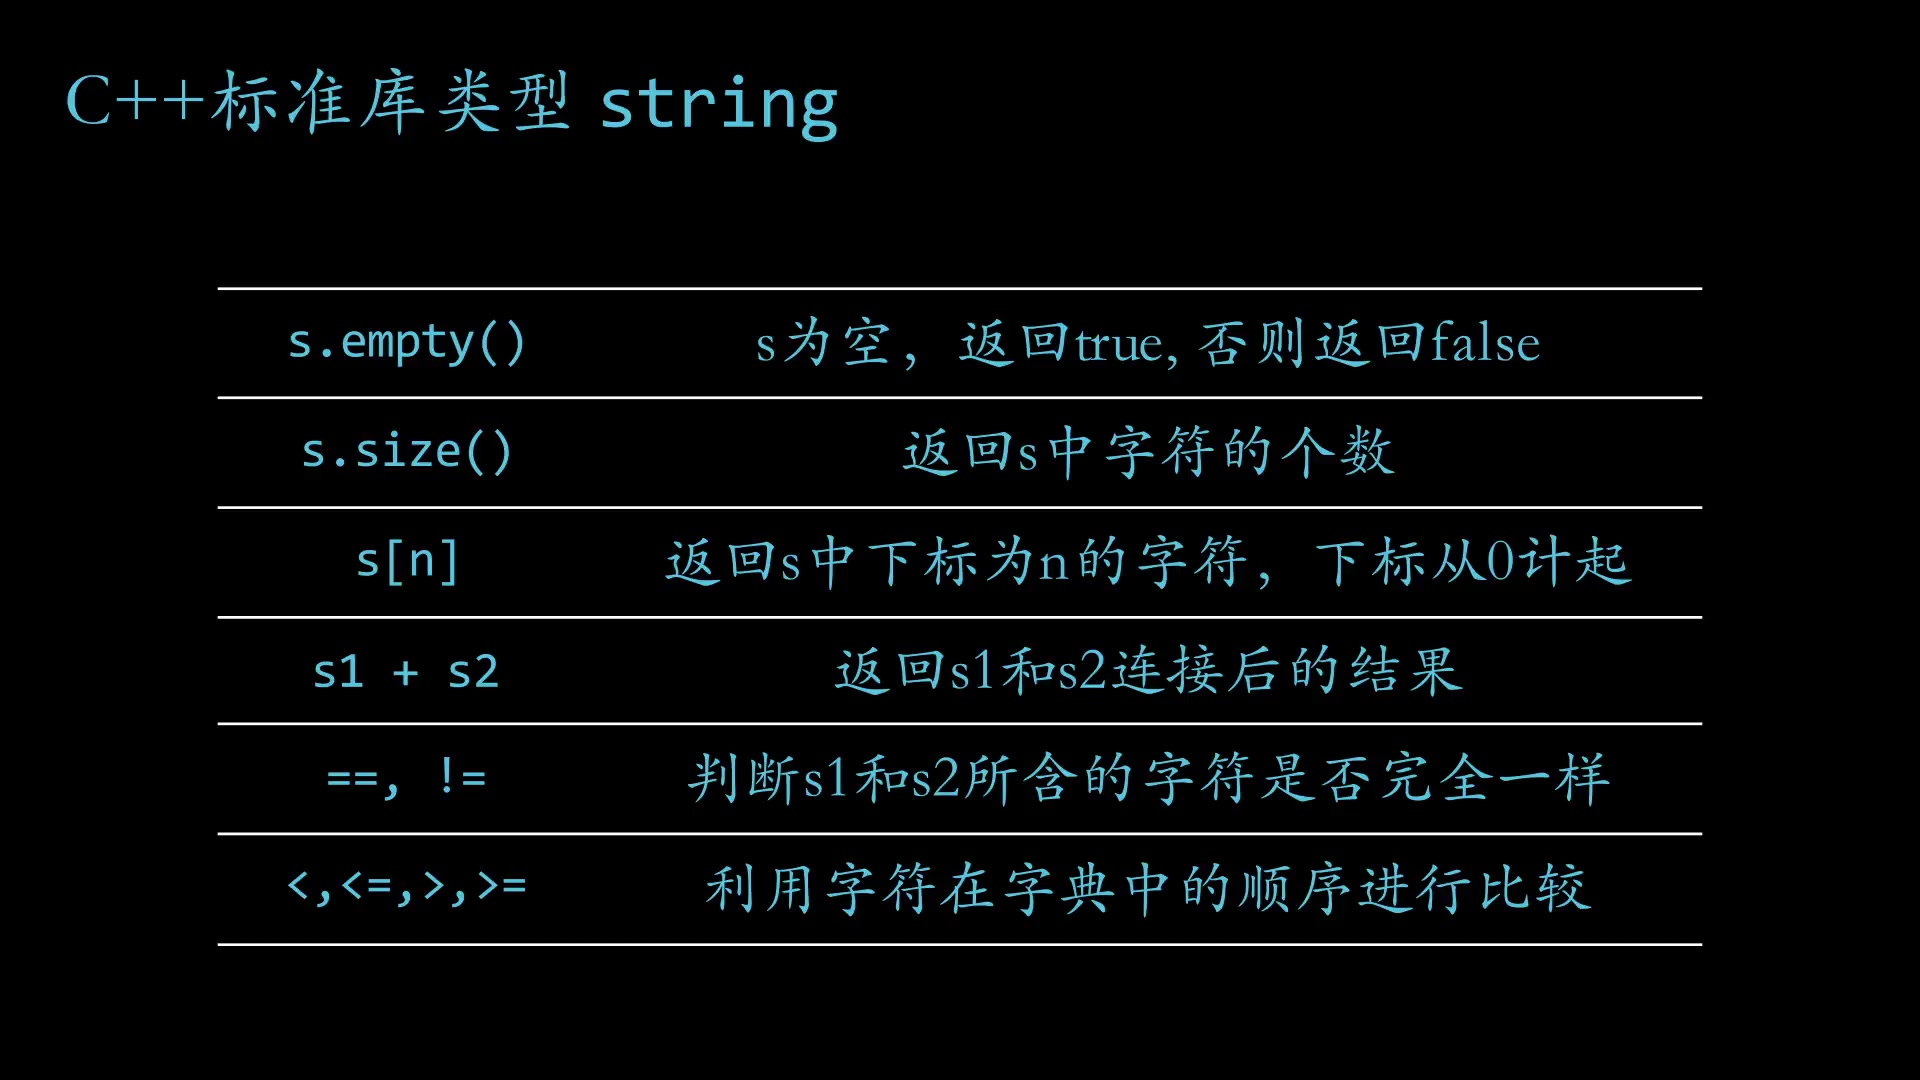 C++标准库类型 string
s.empty() s为空，返回true, 否则返回false
s.size() 返回s中字符的个数
s[n] 返回s中下标为n的字符，下标从0计起
s1 + s2 返回s1和s2连接后的结果
==, != 判断s1和s2所含的字符是否完全一样
<,<=,>,>= 利用字符在字典中的顺序进行比较